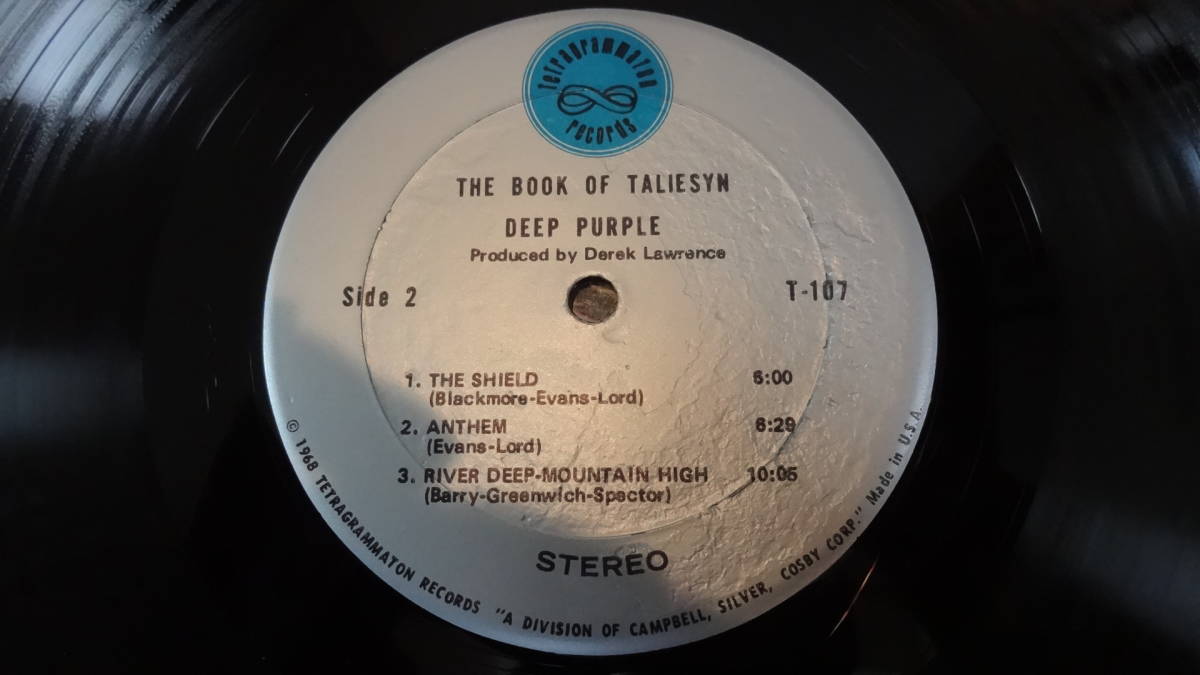 tetragrammaton
records
THE BOOK OF TALIESYN
DEEP PURPLE
Produced by Derek Lawrence
Side 2
T-107
1. THE SHIELD 6:00
(Blackmore-Evans-Lord)
2. ANTHEM 6:29
(Evans-Lord)
3. RIVER DEEP-MOUNTAIN HIGH 10:05
(Barry-Greenwich-Spector)
STEREO
© 1968 TETRAGRAMMATON RECORDS "A DIVISION OF CAMPBELL, SILVER, COSBY CORP." Made in U.S.A.